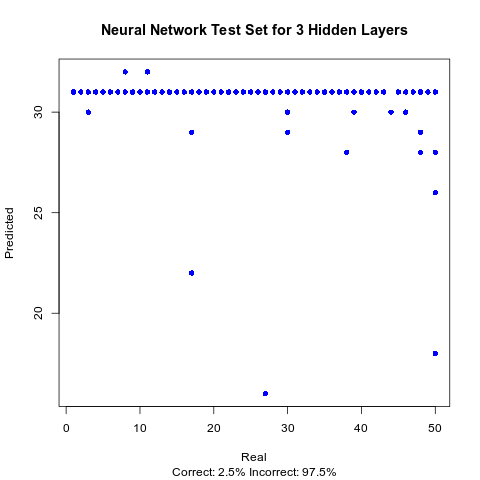 Neural Network Test Set for 3 Hidden Layers
Predicted
30
25
20
0 10 20 30 40 50
Real
Correct: 2.5% Incorrect: 97.5%